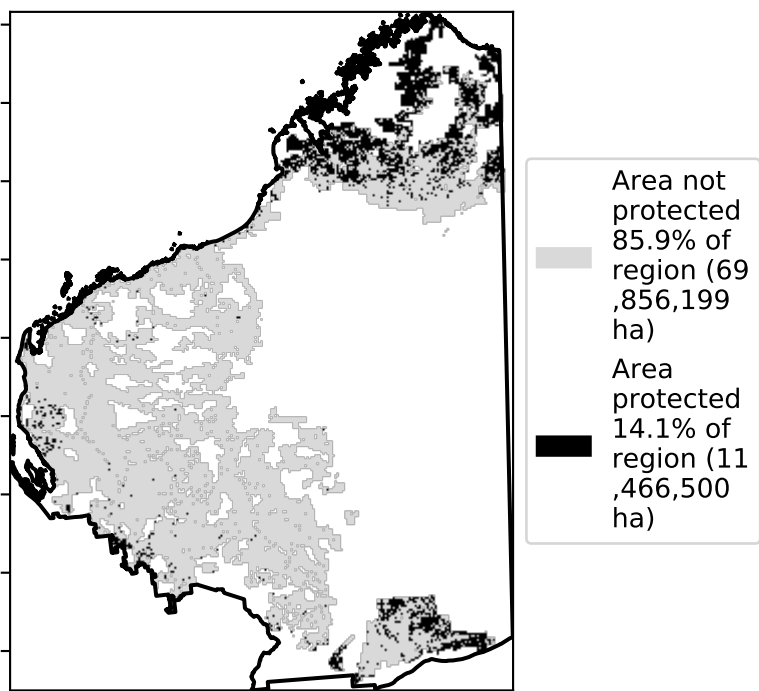 Area not
protected
85.9% of
region (69
,856,199
ha)
Area
protected
14.1% of
region (11
,466,500
ha)